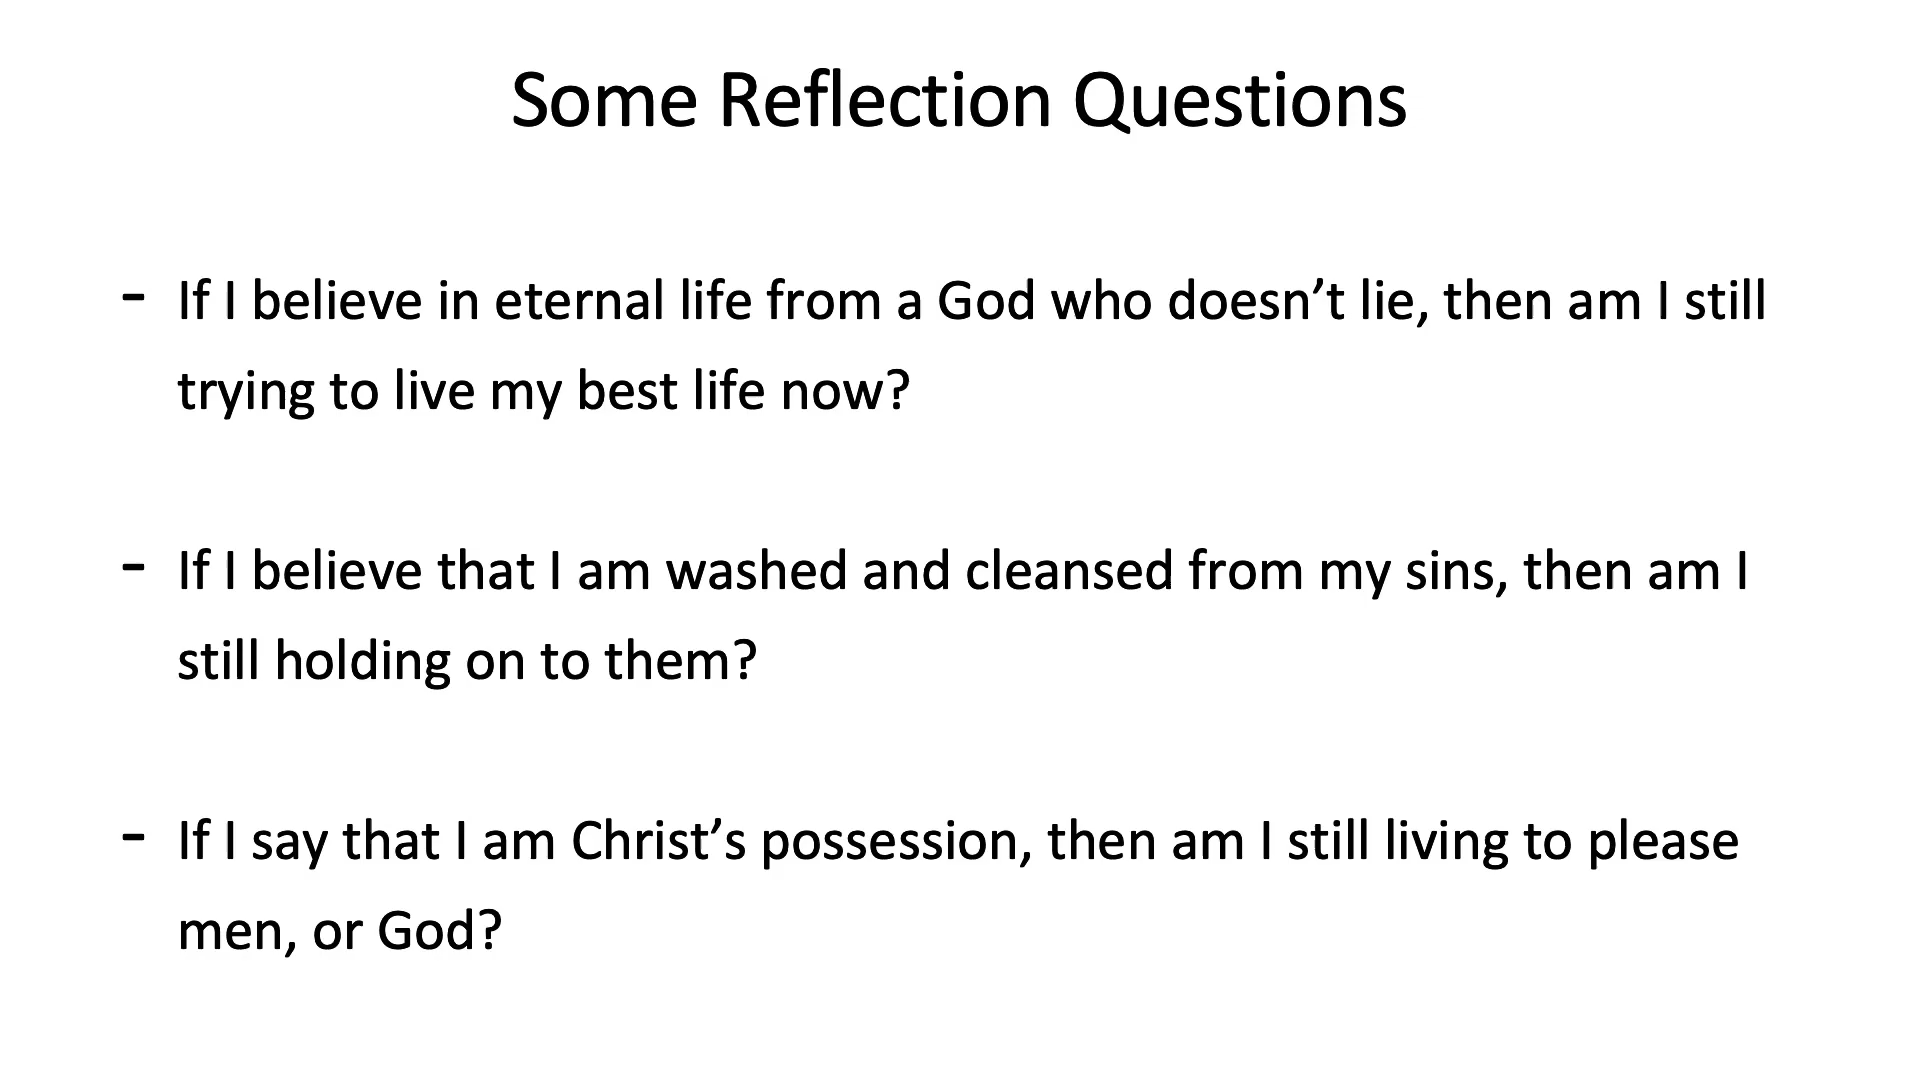 Some Reflection Questions
- If I believe in eternal life from a God who doesn’t lie, then am I still
trying to live my best life now?
- If I believe that I am washed and cleansed from my sins, then am I
still holding on to them?
- If I say that I am Christ’s possession, then am I still living to please
men, or God?